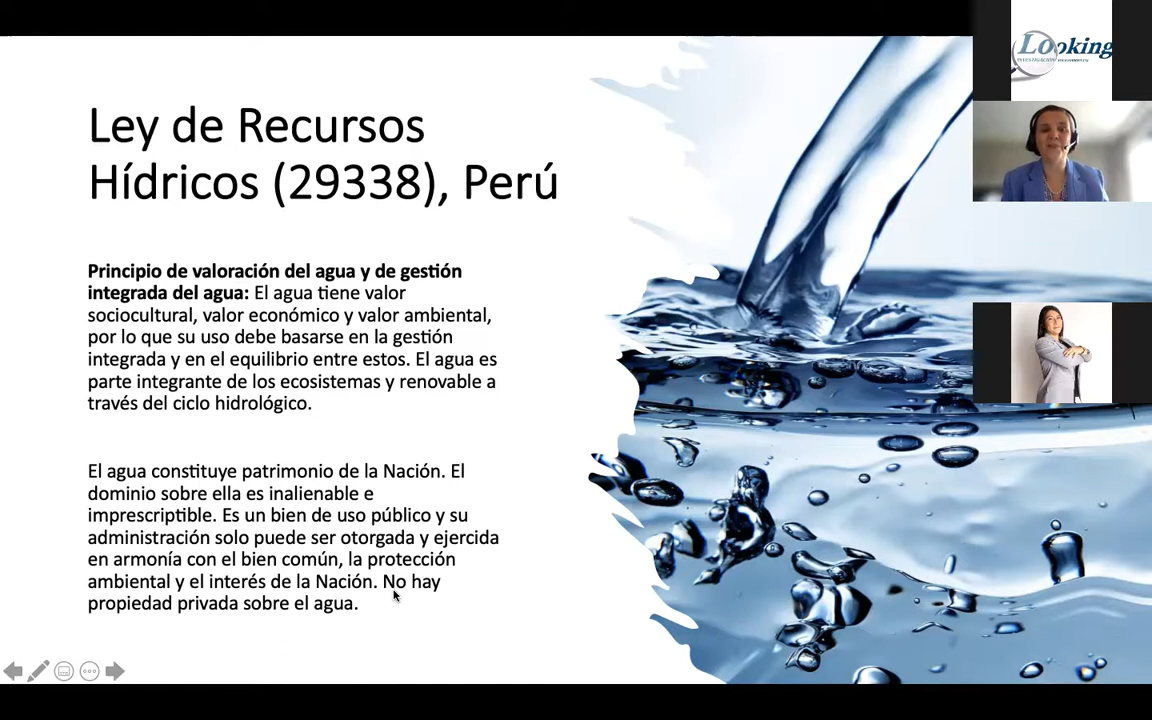 Ley de Recursos
Hídricos (29338), Perú
Principio de valoración del agua y de gestión
integrada del agua: El agua tiene valor
sociocultural, valor económico y valor ambiental,
por lo que su uso debe basarse en la gestión
integrada y en el equilibrio entre estos. El agua es
parte integrante de los ecosistemas y renovable a
través del ciclo hidrológico.
El agua constituye patrimonio de la Nación. El
dominio sobre ella es inalienable e
imprescriptible. Es un bien de uso público y su
administración solo puede ser otorgada y ejercida
en armonía con el bien común, la protección
ambiental y el interés de la Nación. No hay
propiedad privada sobre el agua.
Looking
INVESTIGACIÓN